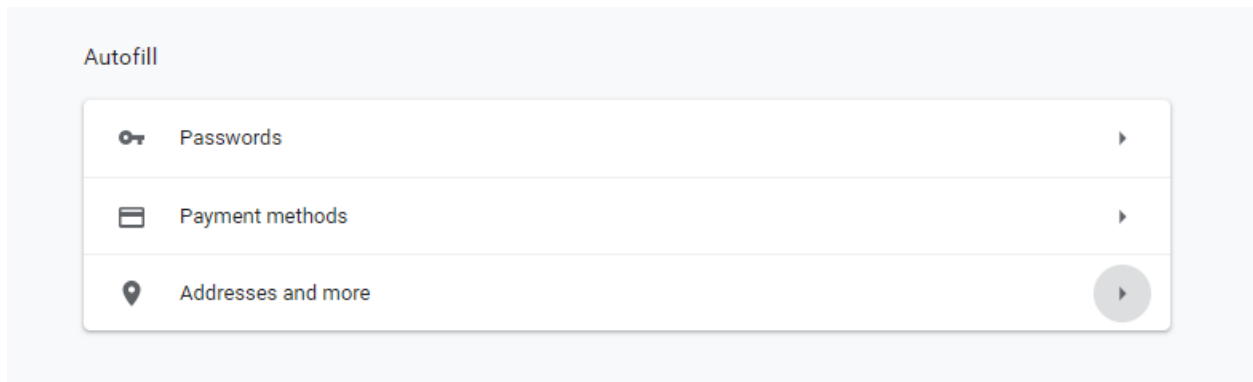 Autofill
Passwords
Payment methods
Addresses and more